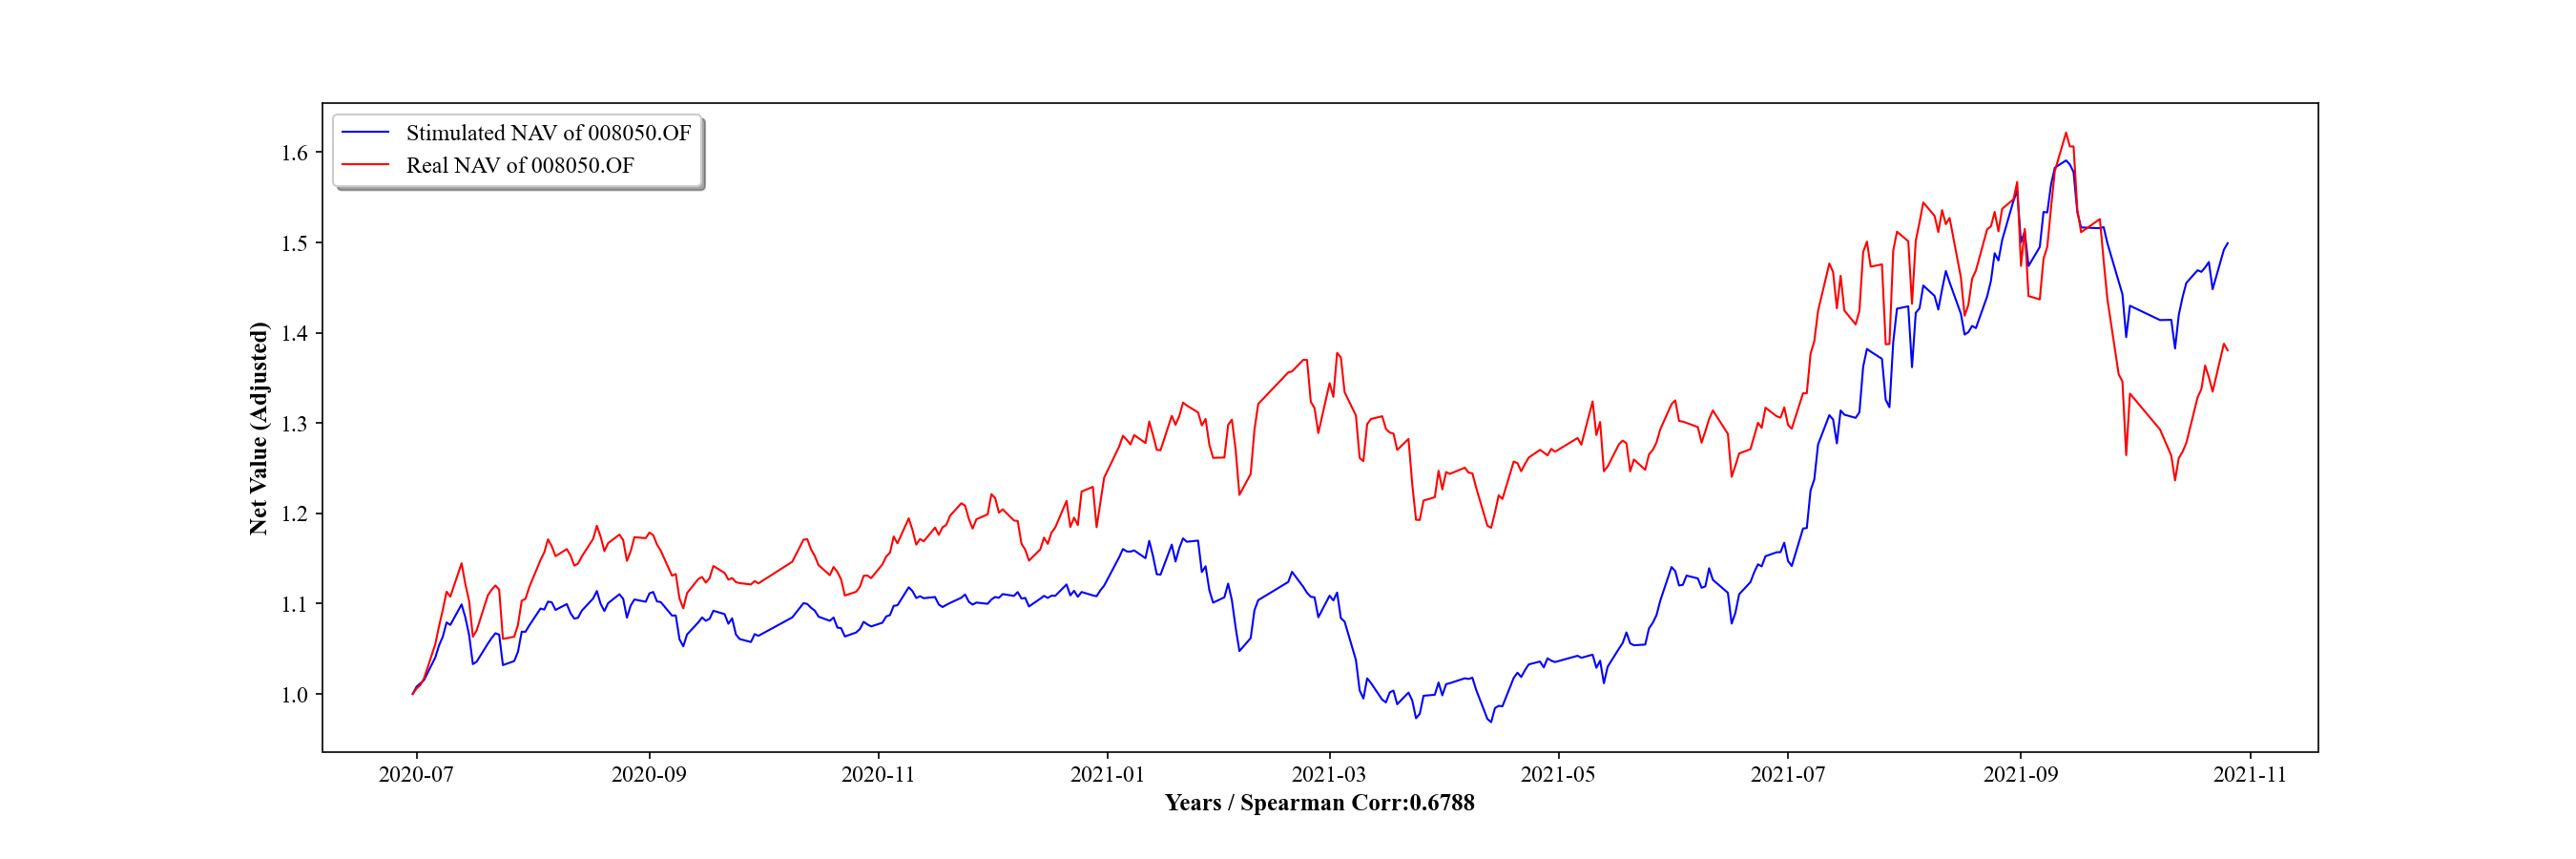 Stimulated NAV of 008050.OF
Real NAV of 008050.OF
Net Value (Adjusted)
1.6
1.5
1.4
1.3
1.2
1.1
1.0
2020-07 2020-09 2020-11 2021-01 2021-03 2021-05 2021-07 2021-09 2021-11
Years / Spearman Corr:0.6788